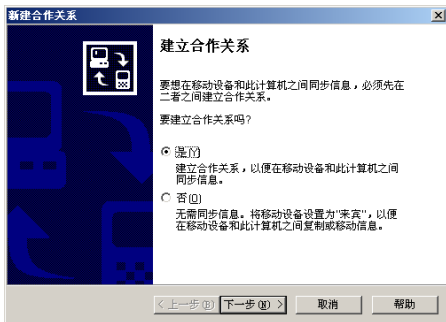 新建合作关系
建立合作关系
要想在移动设备和此计算机之间同步信息，必须先在
二者之间建立合作关系。
要建立合作关系吗?
是(Y)
建立合作关系，以便在移动设备和此计算机之间
同步信息。
否(O)
无需同步信息。将移动设备设置为"来宾"，以便
在移动设备和此计算机之间复制或移动信息。
< 上一步(B) 下一步(N) > 取消 帮助